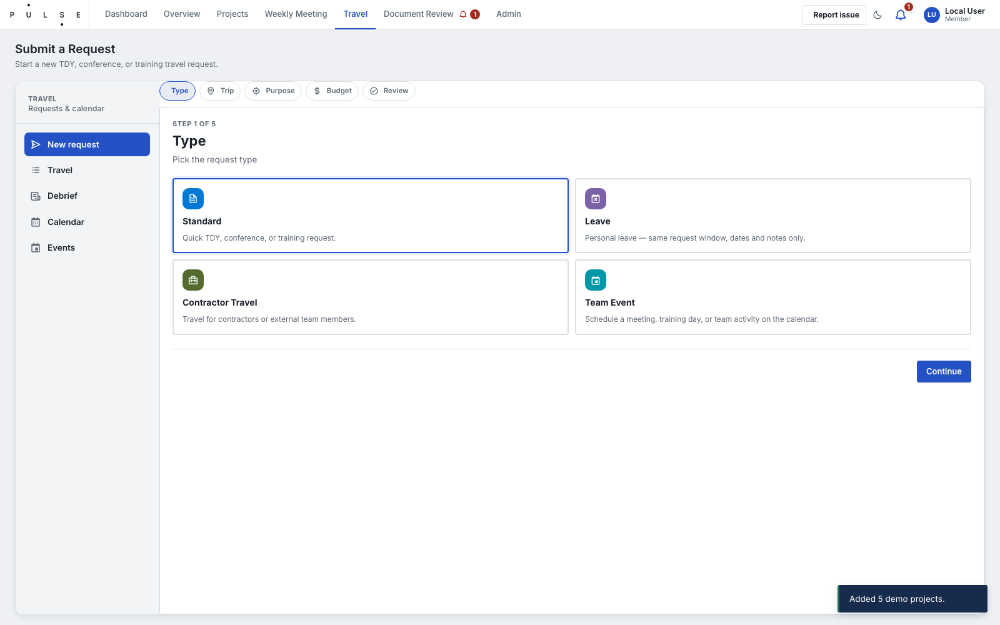 PULSE
Dashboard
Overview
Projects
Weekly Meeting
Travel
Document Review
1
Admin
Report issue
1
LU
Local User
Member
Submit a Request
Start a new TDY, conference, or training travel request.
TRAVEL
Requests & calendar
New request
Travel
Debrief
Calendar
Events
Type
Trip
Purpose
Budget
Review
STEP 1 OF 5
Type
Pick the request type
Standard
Quick TDY, conference, or training request.
Leave
Personal leave — same request window, dates and notes only.
Contractor Travel
Travel for contractors or external team members.
Team Event
Schedule a meeting, training day, or team activity on the calendar.
Continue
Added 5 demo projects.